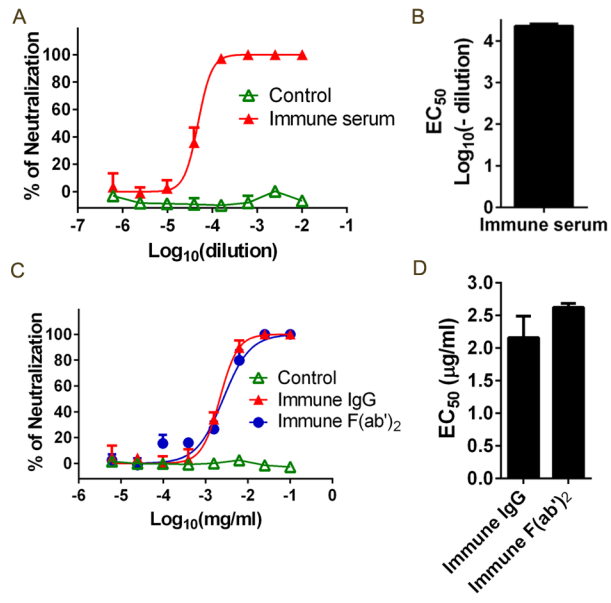 A
% of Neutralization
100
80
60
40
20
0
-7 -6 -5 -4 -3 -2 -1
Log10(dilution)
Control
Immune serum
B
EC50
Log10(- dilution)
4
3
2
1
0
Immune serum
C
% of Neutralization
100
80
60
40
20
0
-6 -5 -4 -3 -2 -1 0
Log10(mg/ml)
Control
Immune IgG
Immune F(ab')2
D
EC50 (μg/ml)
3.0
2.5
2.0
1.5
1.0
0.5
0.0
Immune IgG
Immune F(ab')2